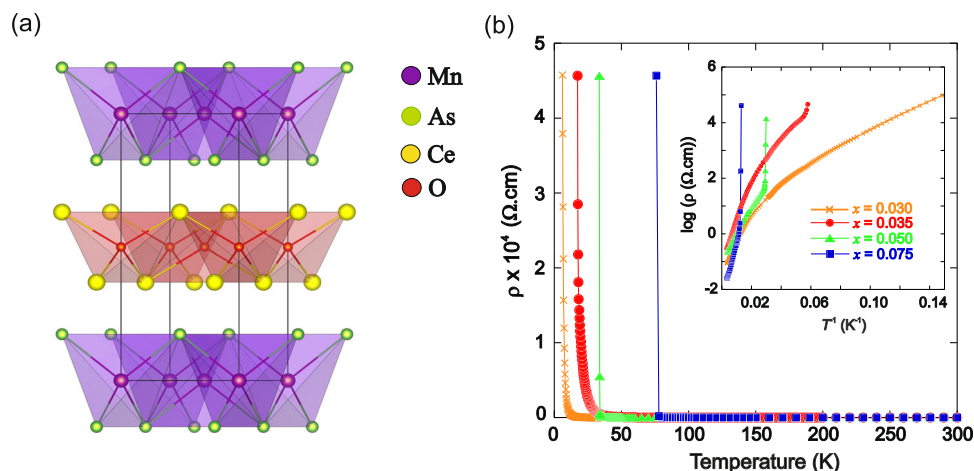 (a)
Mn
As
Ce
O
(b)
ρ x 10⁴ (Ω.cm)
5
4
3
2
1
0
0 50 100 150 200 250 300
Temperature (K)
log (ρ (Ω.cm))
6
4
2
0
-2
0.02 0.06 0.10 0.14
T⁻¹ (K⁻¹)
x = 0.030
x = 0.035
x = 0.050
x = 0.075